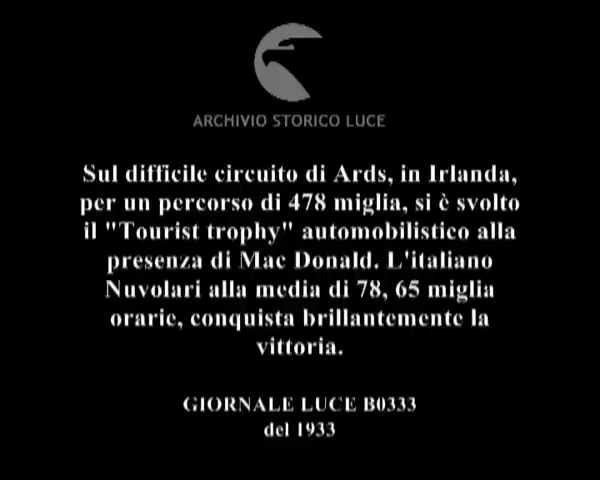 ARCHIVIO STORICO LUCE
Sul difficile circuito di Ards, in Irlanda,
per un percorso di 478 miglia, si è svolto
il "Tourist trophy" automobilistico alla
presenza di Mac Donald. L'italiano
Nuvolari alla media di 78, 65 miglia
orarie, conquista brillantemente la
vittoria.
GIORNALE LUCE B0333
del 1933